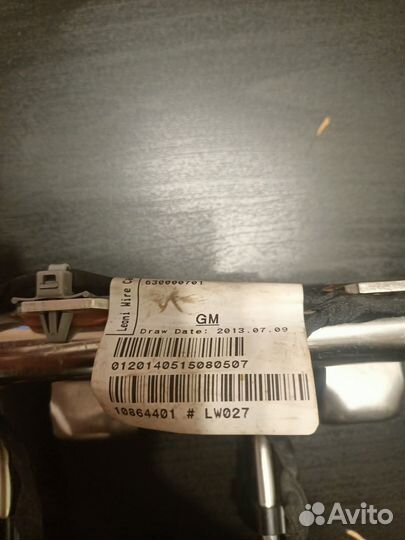 Leoni Wire
630000701
GM
Draw Date: 2013.07.09
0120140515080507
10864401 # LW027
Avito